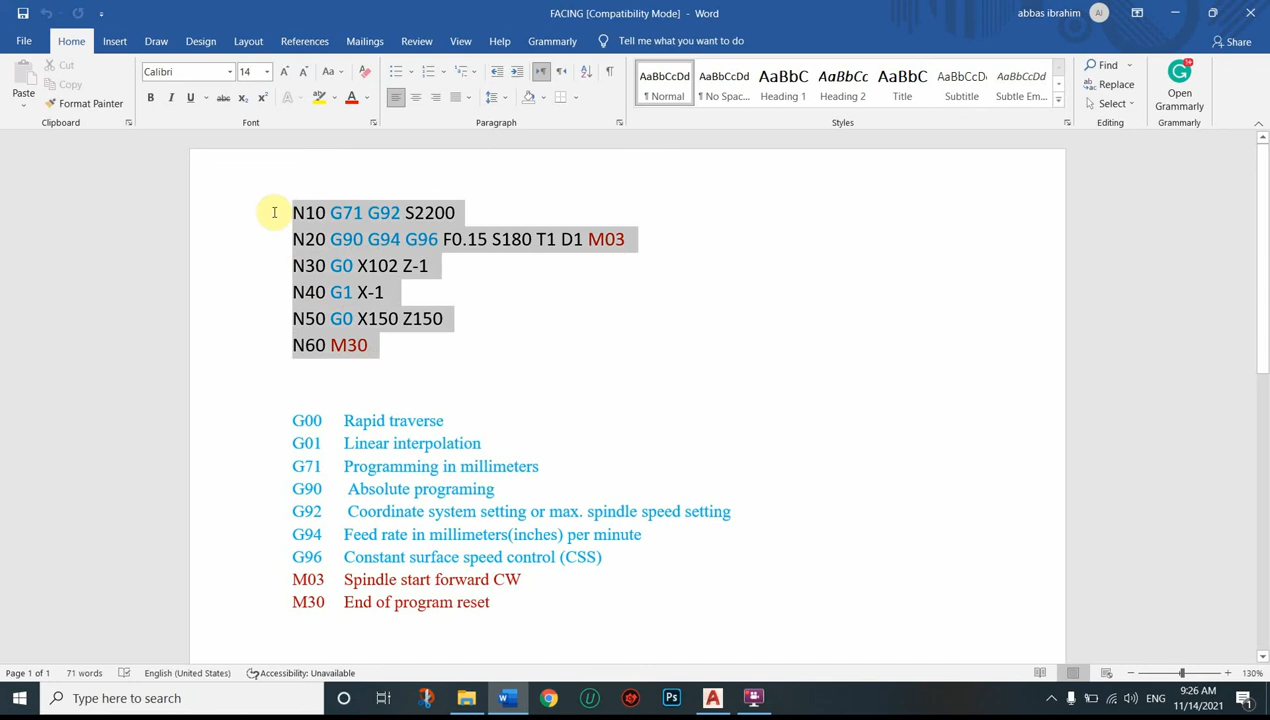 FACING [Compatibility Mode] - Word
abbas ibrahim
AI
File Home Insert Draw Design Layout References Mailings Review View Help Grammarly Tell me what you want to do Share
Paste
Cut
Copy
Format Painter
Clipboard
Calibri 14
Font
Paragraph
AaBbCcDd AaBbCcDd AaBbC AaBbCc AaBbC AaBbCcD AaBbCcDd
¶ Normal ¶ No Spac... Heading 1 Heading 2 Title Subtitle Subtle Em...
Styles
Find
Replace
Select
Editing
Open
Grammarly
Grammarly
N10 G71 G92 S2200
N20 G90 G94 G96 F0.15 S180 T1 D1 M03
N30 G0 X102 Z-1
N40 G1 X-1
N50 G0 X150 Z150
N60 M30
G00 Rapid traverse
G01 Linear interpolation
G71 Programming in millimeters
G90 Absolute programing
G92 Coordinate system setting or max. spindle speed setting
G94 Feed rate in millimeters(inches) per minute
G96 Constant surface speed control (CSS)
M03 Spindle start forward CW
M30 End of program reset
Page 1 of 1 71 words English (United States) Accessibility: Unavailable 130%
Type here to search
ENG
9:26 AM
11/14/2021